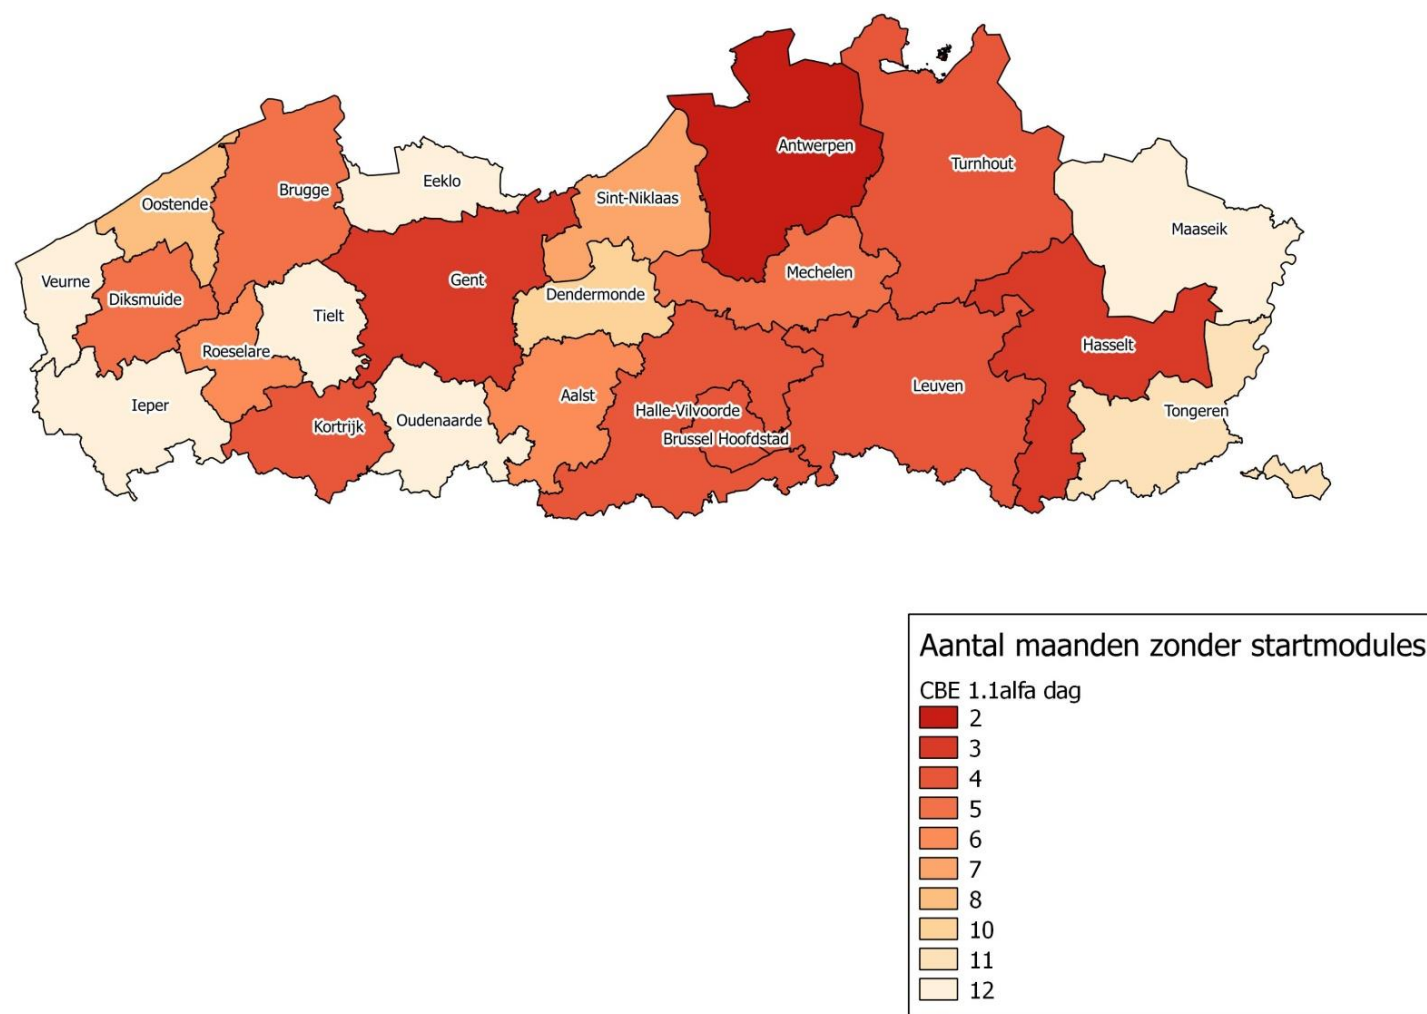 Antwerpen
Turnhout
Eeklo
Brugge
Sint-Niklaas
Oostende
Maaseik
Mechelen
Gent
Veurne
Dendermonde
Diksmuide
Tielt
Hasselt
Roeselare
Leuven
Aalst
Ieper
Halle-Vilvoorde
Tongeren
Oudenaarde
Kortrijk
Brussel Hoofdstad
Aantal maanden zonder startmodules
CBE 1.1alfa dag
2
3
4
5
6
7
8
10
11
12